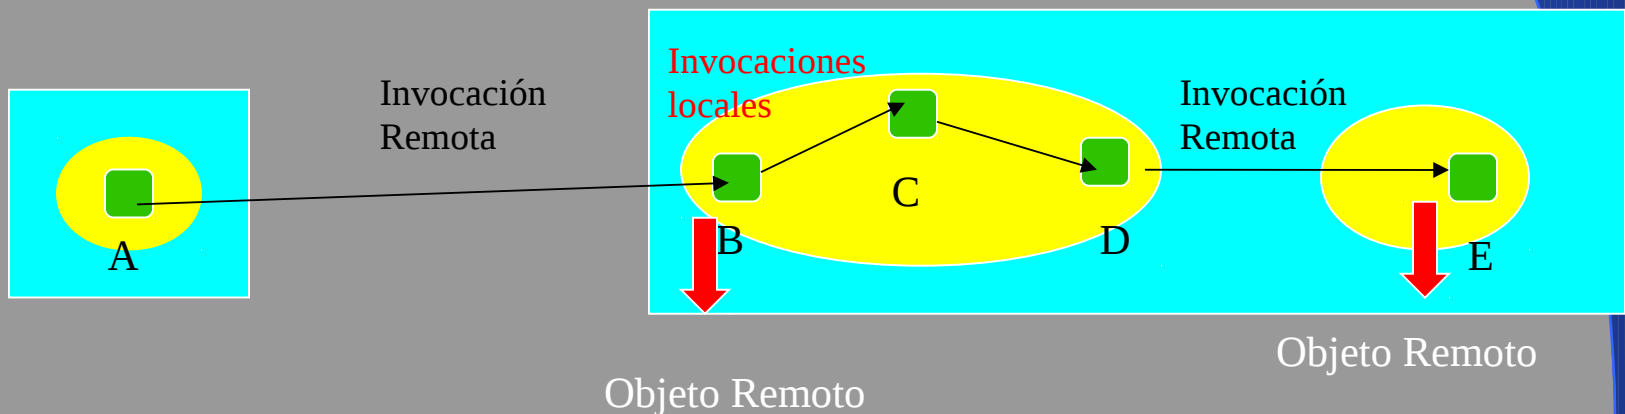 Invocación
Remota
Invocaciones
locales
Invocación
Remota
A
B
C
D
E
Objeto Remoto
Objeto Remoto